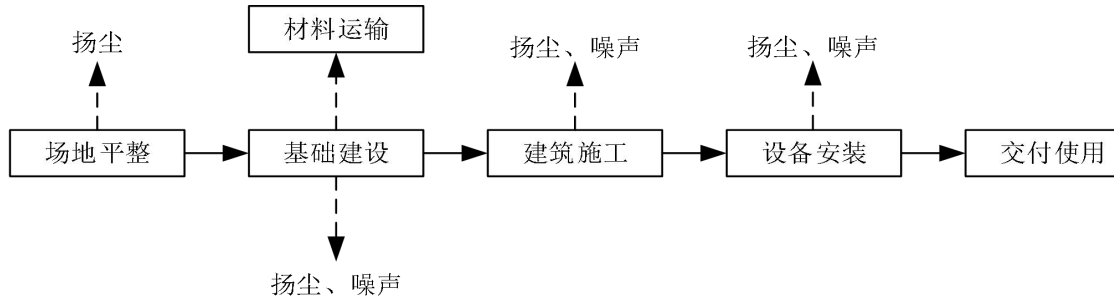 材料运输
扬尘
扬尘、噪声
扬尘、噪声
场地平整
基础建设
建筑施工
设备安装
交付使用
扬尘、噪声